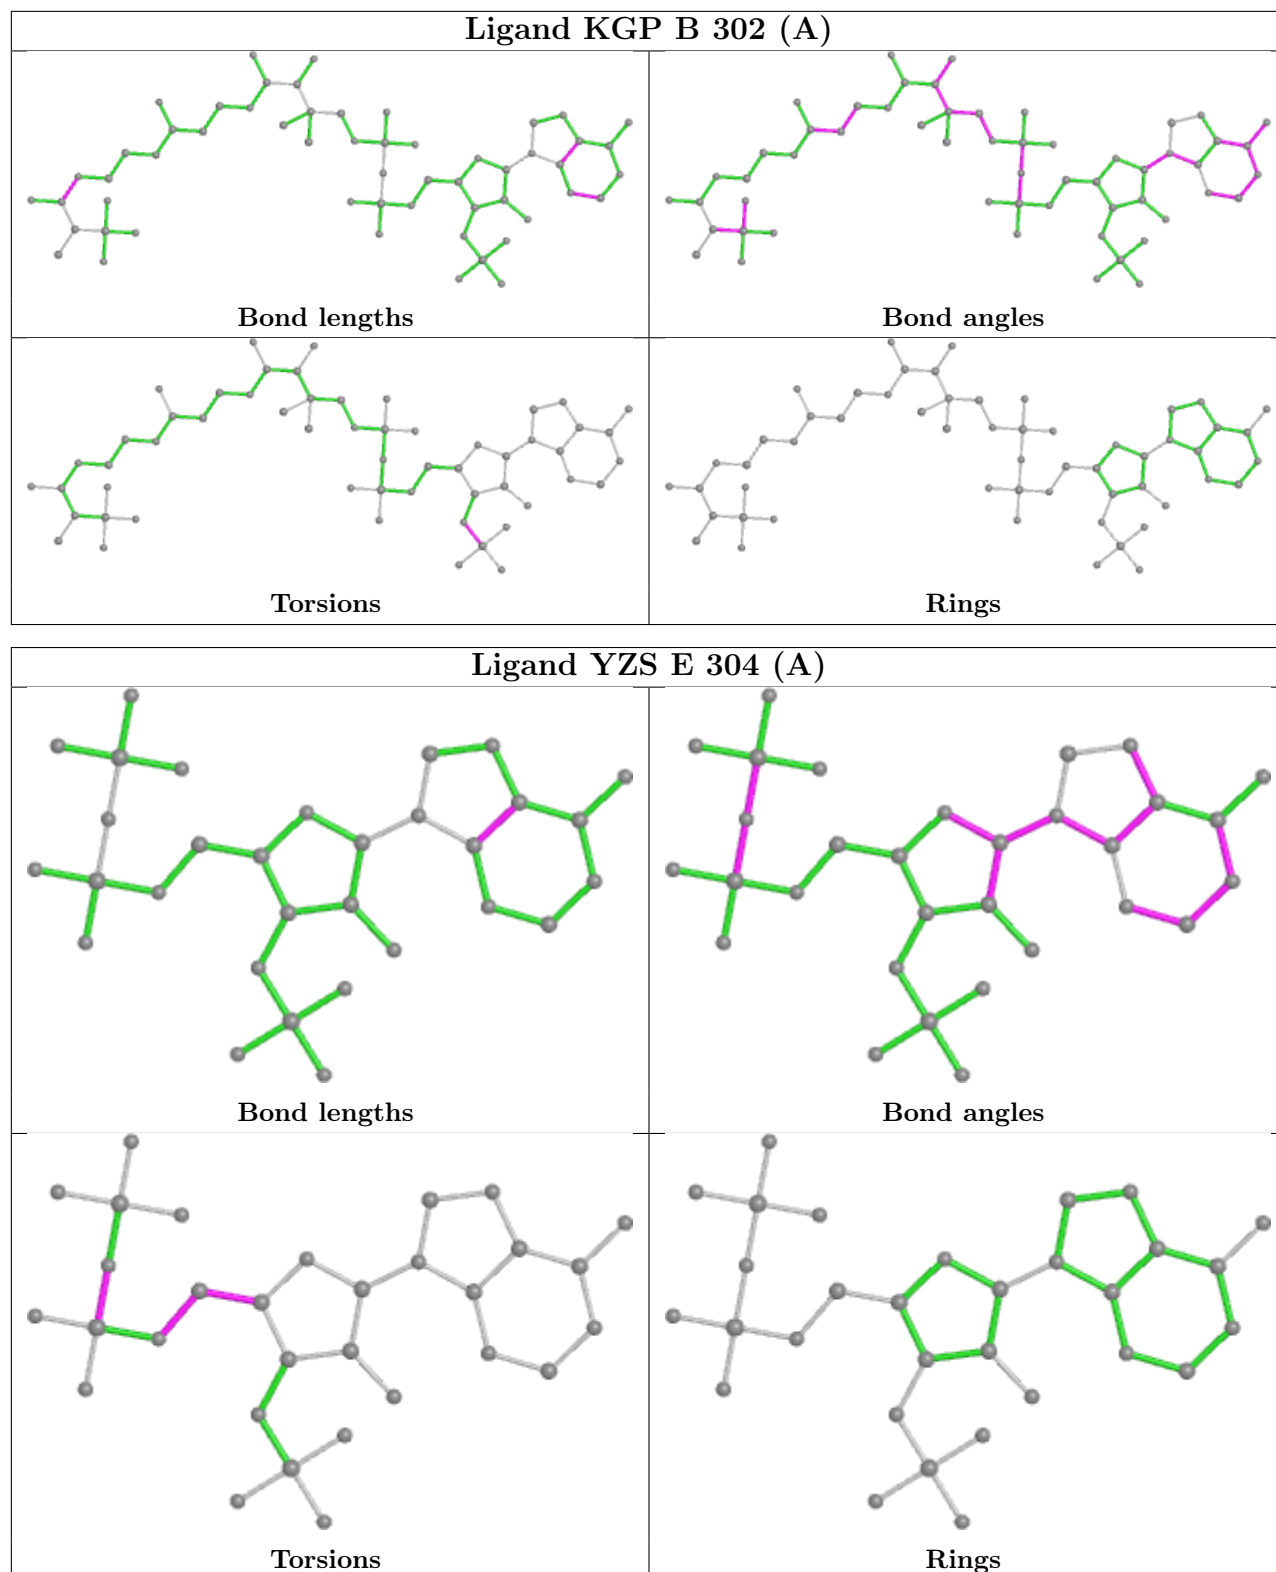 Ligand KGP B 302 (A)
Bond lengths
Bond angles
Torsions
Rings
Ligand YZS E 304 (A)
Bond lengths
Bond angles
Torsions
Rings